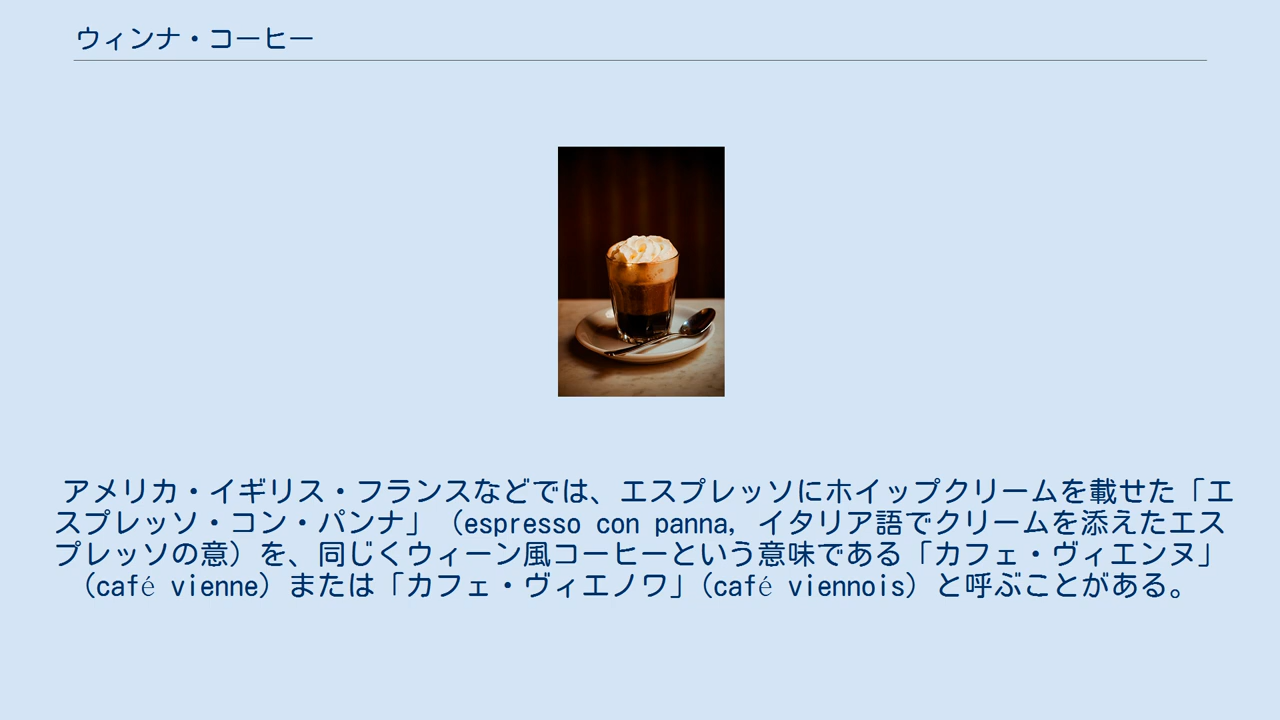 ウィンナ・コーヒー
アメリカ・イギリス・フランスなどでは、エスプレッソにホイップクリームを載せた「エ
スプレッソ・コン・パンナ」（espresso con panna, イタリア語でクリームを添えたエス
プレッソの意）を、同じくウィーン風コーヒーという意味である「カフェ・ヴィエンヌ」
（café vienne）または「カフェ・ヴィエノワ」（café viennois）と呼ぶことがある。